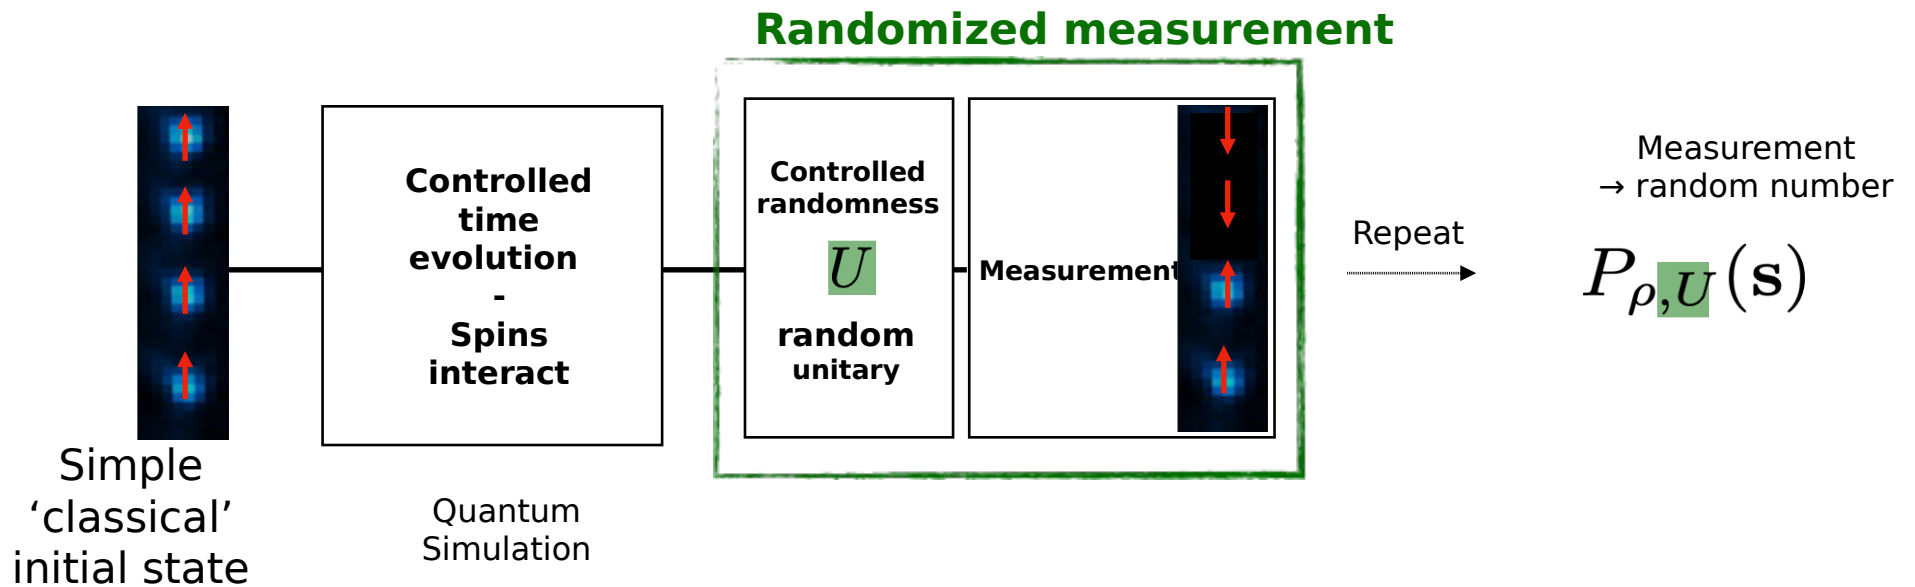 Randomized measurement
Simple
‘classical’
initial state
Controlled
time
evolution
-
Spins
interact
Quantum
Simulation
Controlled
randomness
U
random
unitary
Measurement
Repeat
Measurement
→ random number
P_{ρ,U}(s)